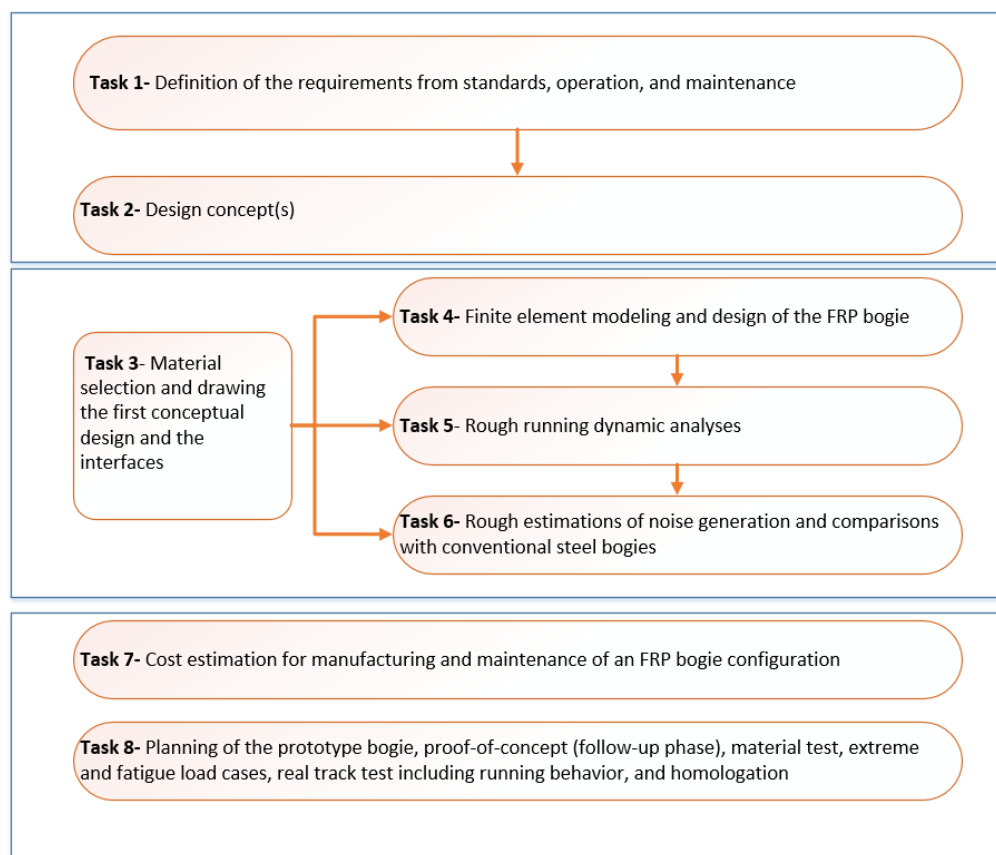 Task 1- Definition of the requirements from standards, operation, and maintenance
Task 2- Design concept(s)
Task 3- Material
selection and drawing
the first conceptual
design and the
interfaces
Task 4- Finite element modeling and design of the FRP bogie
Task 5- Rough running dynamic analyses
Task 6- Rough estimations of noise generation and comparisons
with conventional steel bogies
Task 7- Cost estimation for manufacturing and maintenance of an FRP bogie configuration
Task 8- Planning of the prototype bogie, proof-of-concept (follow-up phase), material test, extreme
and fatigue load cases, real track test including running behavior, and homologation